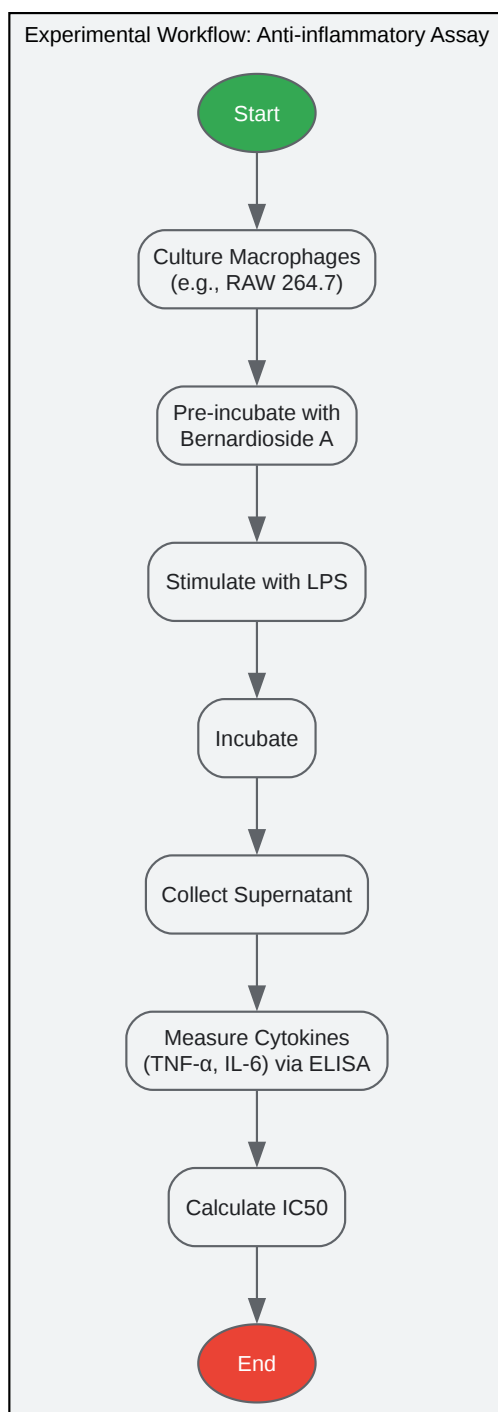 Experimental Workflow: Anti-inflammatory Assay
Start
Culture Macrophages
(e.g., RAW 264.7)
Pre-incubate with
Bernardioside A
Stimulate with LPS
Incubate
Collect Supernatant
Measure Cytokines
(TNF-α, IL-6) via ELISA
Calculate IC50
End